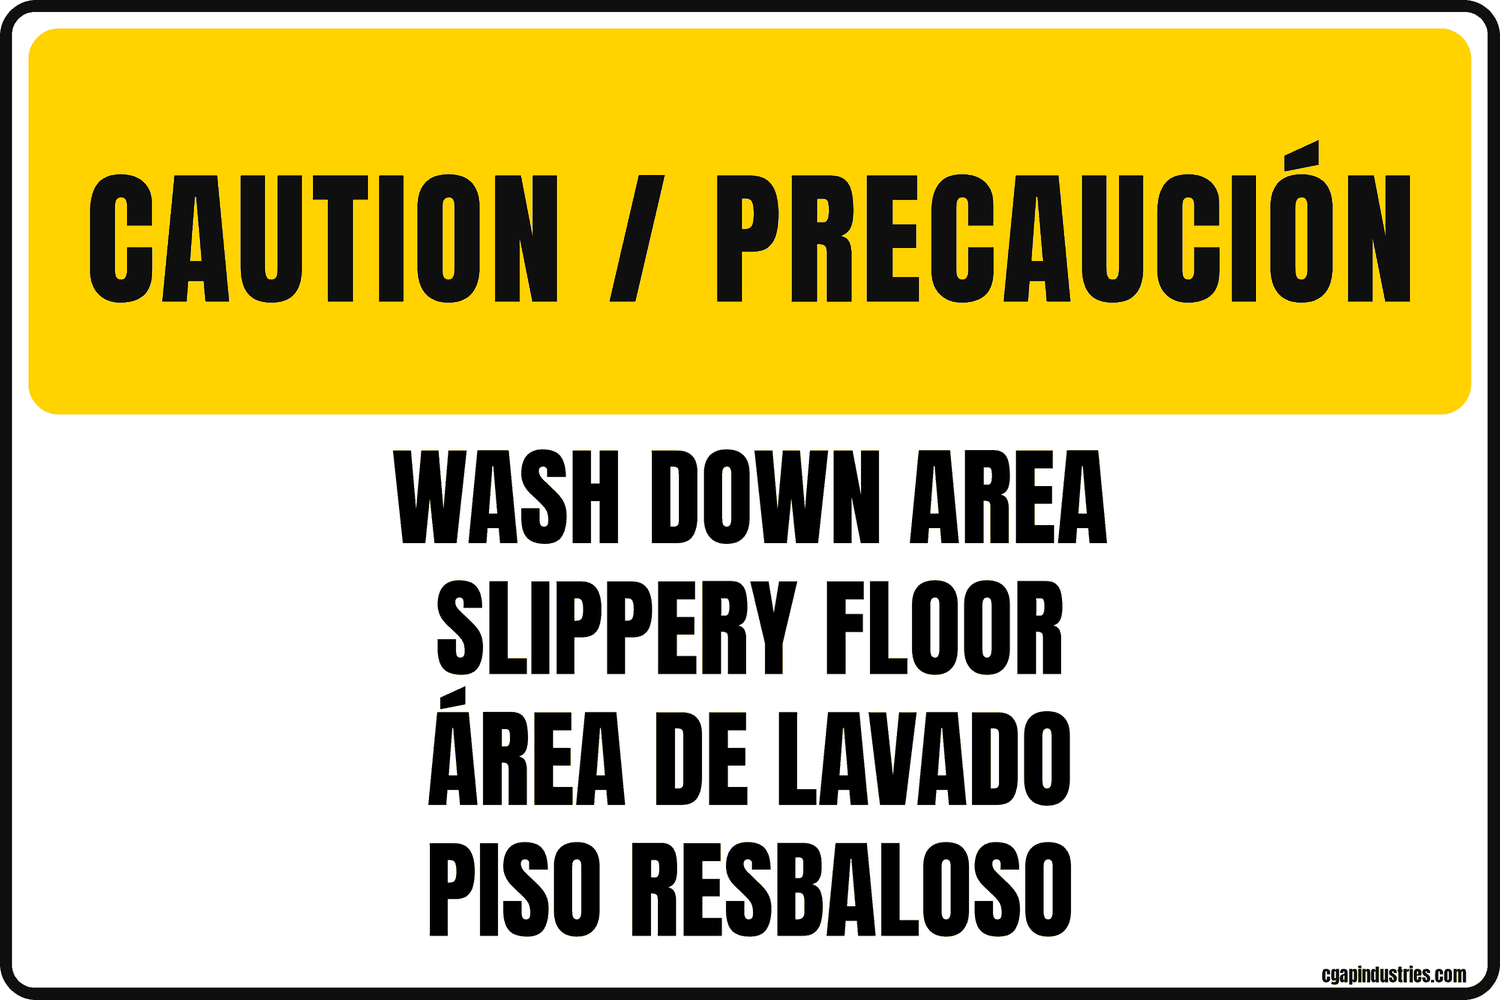 CAUTION / PRECAUCIÓN
WASH DOWN AREA
SLIPPERY FLOOR
ÁREA DE LAVADO
PISO RESBALOSO
cgapindustries.com